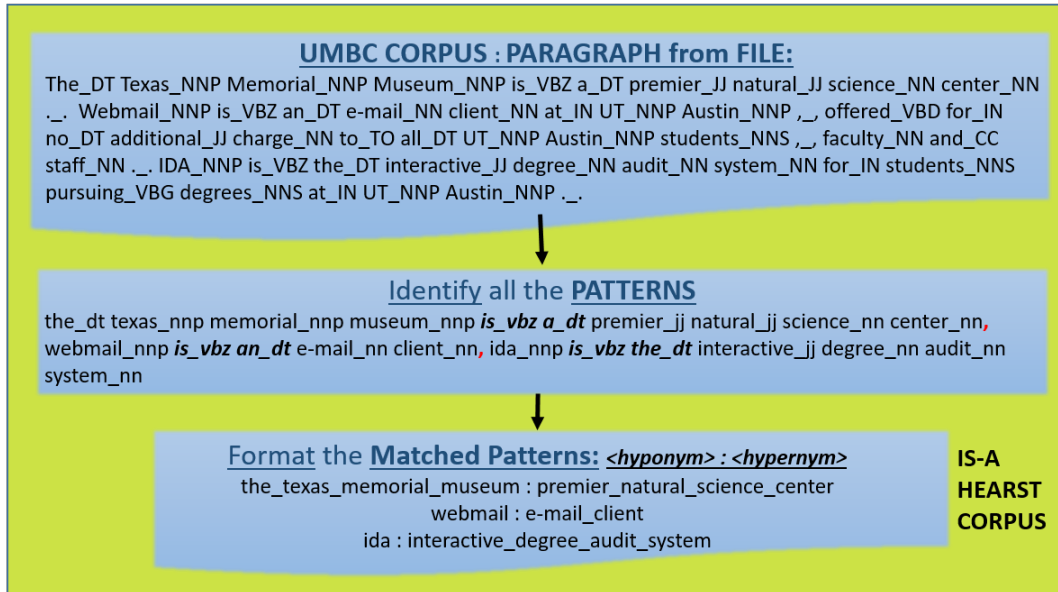 UMBC CORPUS : PARAGRAPH from FILE:
The_DT Texas_NNP Memorial_NNP Museum_NNP is_VBZ a_DT premier_JJ natural_JJ science_NN center_NN
._. Webmail_NNP is_VBZ an_DT e-mail_NN client_NN at_IN UT_NNP Austin_NNP ,_, offered_VBD for_IN
no_DT additional_JJ charge_NN to_TO all_DT UT_NNP Austin_NNP students_NNS ,_, faculty_NN and_CC
staff_NN ._. IDA_NNP is_VBZ the_DT interactive_JJ degree_NN audit_NN system_NN for_IN students_NNS
pursuing_VBG degrees_NNS at_IN UT_NNP Austin_NNP ._.
Identify all the PATTERNS
the_dt texas_nnp memorial_nnp museum_nnp is_vbz a_dt premier_jj natural_jj science_nn center_nn,
webmail_nnp is_vbz an_dt e-mail_nn client_nn, ida_nnp is_vbz the_dt interactive_jj degree_nn audit_nn
system_nn
Format the Matched Patterns: <hyponym> : <hypernym>
the_texas_memorial_museum : premier_natural_science_center
webmail : e-mail_client
ida : interactive_degree_audit_system
IS-A
HEARST
CORPUS